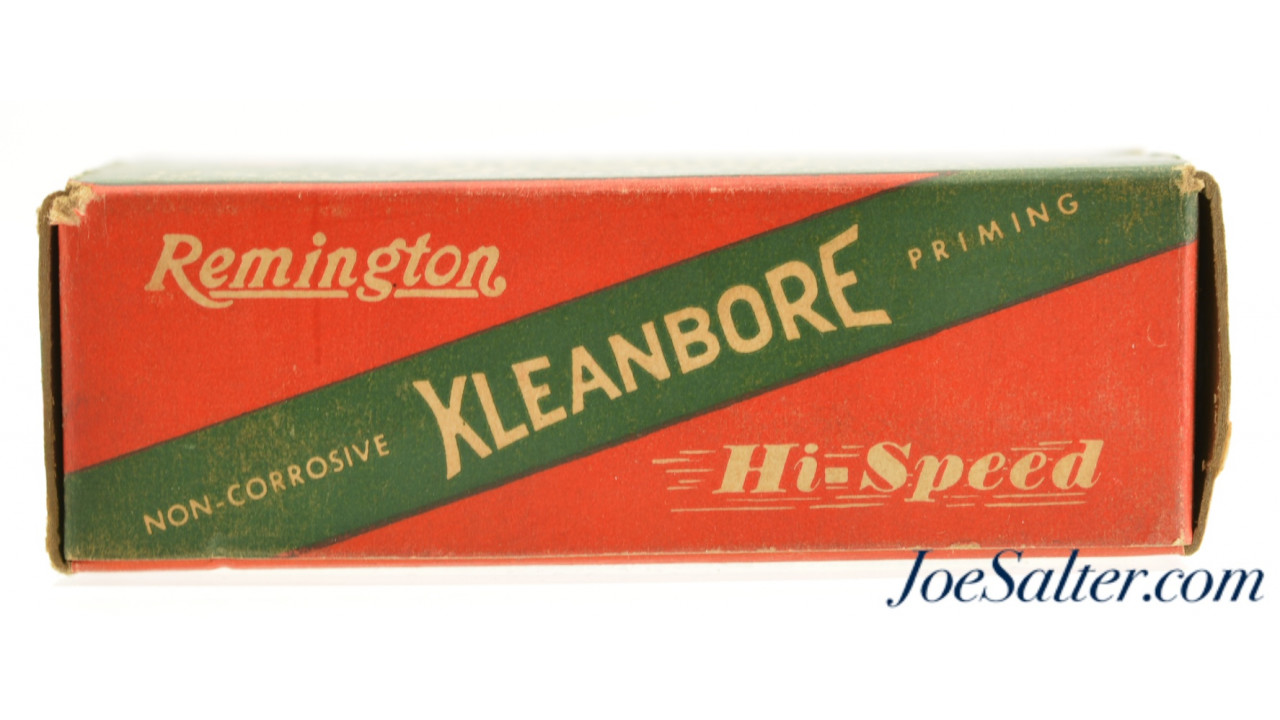 Remington
NON-CORROSIVE KLEANBORE PRIMING
Hi-Speed
JoeSalter.com